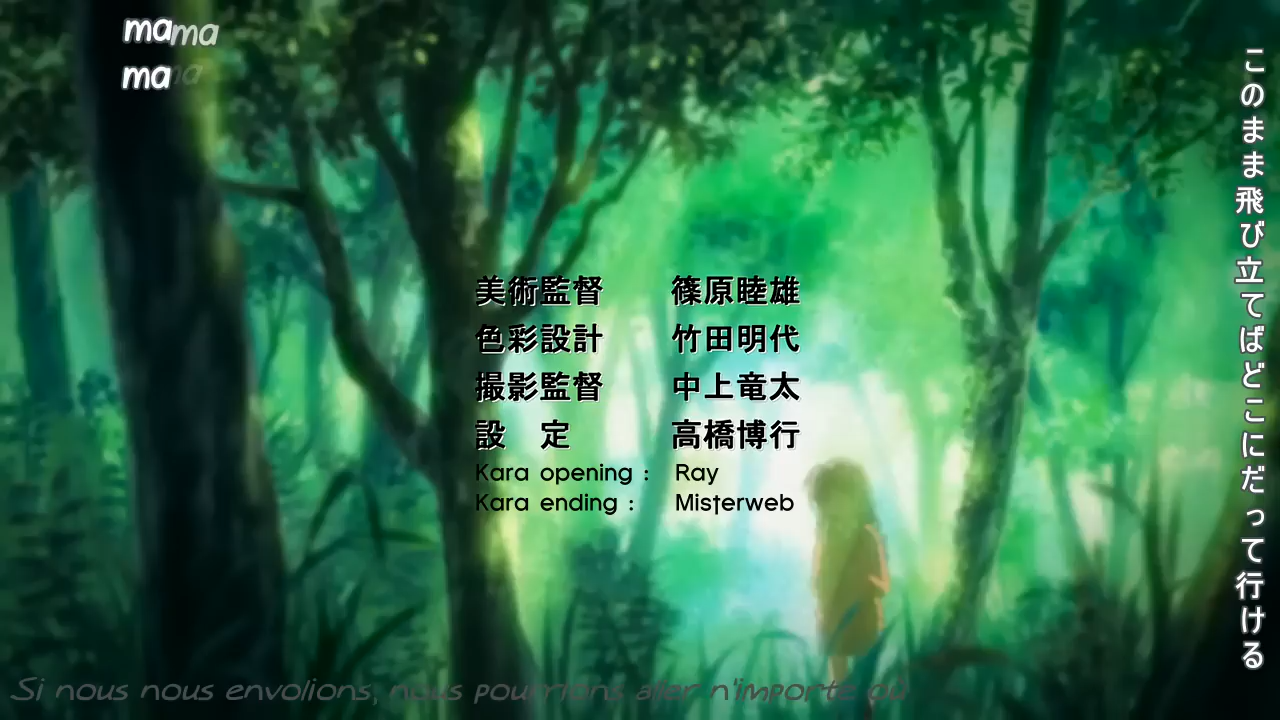 mama
mama
このまま飛び立てばどこにだって行ける
美術監督 篠原睦雄
色彩設計 竹田明代
撮影監督 中上竜太
設 定 高橋博行
Kara opening : Ray
Kara ending : Misterweb
Si nous nous envolions, nous pourrions aller n'importe où